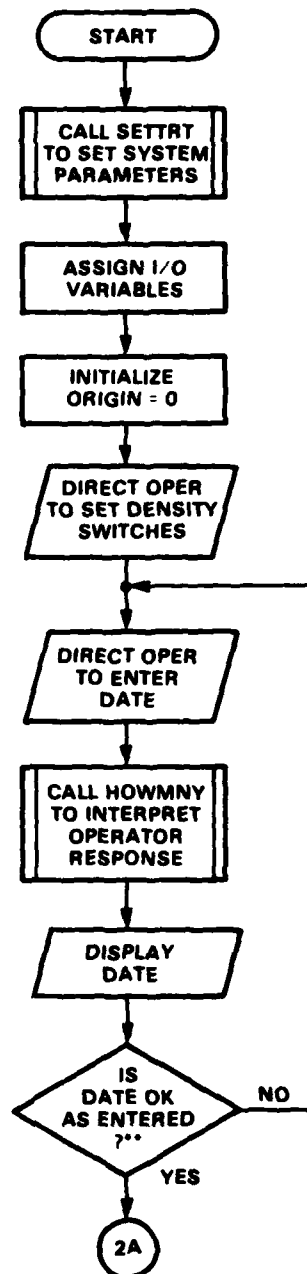 START
CALL SETTRT
TO SET SYSTEM
PARAMETERS
ASSIGN I/O
VARIABLES
INITIALIZE
ORIGIN = 0
DIRECT OPER
TO SET DENSITY
SWITCHES
DIRECT OPER
TO ENTER
DATE
CALL HOWMNY
TO INTERPRET
OPERATOR
RESPONSE
DISPLAY
DATE
IS
DATE OK
AS ENTERED
?**
NO
YES
2A